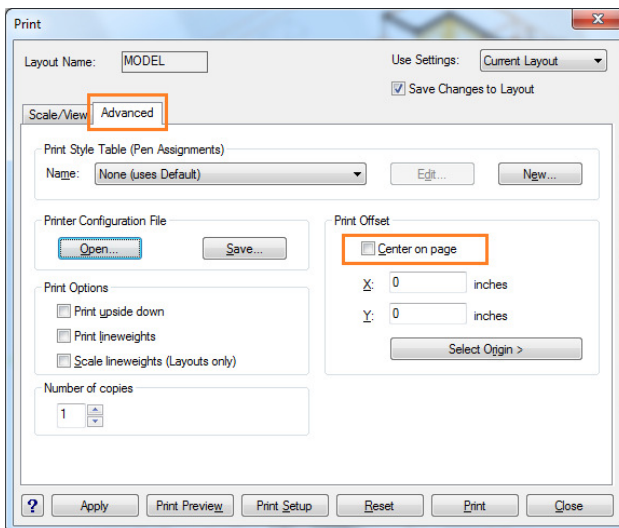 Print
Layout Name: MODEL
Use Settings: Current Layout
Save Changes to Layout
Scale/View Advanced
Print Style Table (Pen Assignments)
Name: None (uses Default) Edit... New...
Printer Configuration File
Open... Save...
Print Offset
Center on page
X: 0 inches
Y: 0 inches
Select Origin >
Print Options
Print upside down
Print lineweights
Scale lineweights (Layouts only)
Number of copies
1
? Apply Print Preview Print Setup Reset Print Close